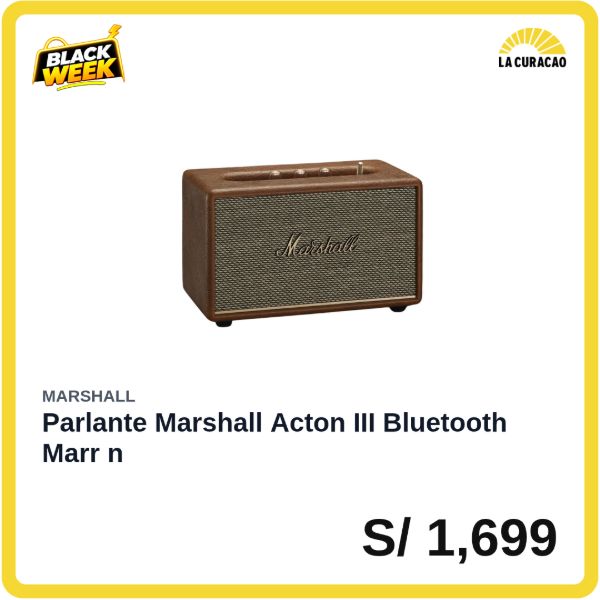 BLACK
WEEK
LA CURACAO
Marshall
MARSHALL
Parlante Marshall Acton III Bluetooth
Marr n
S/ 1,699